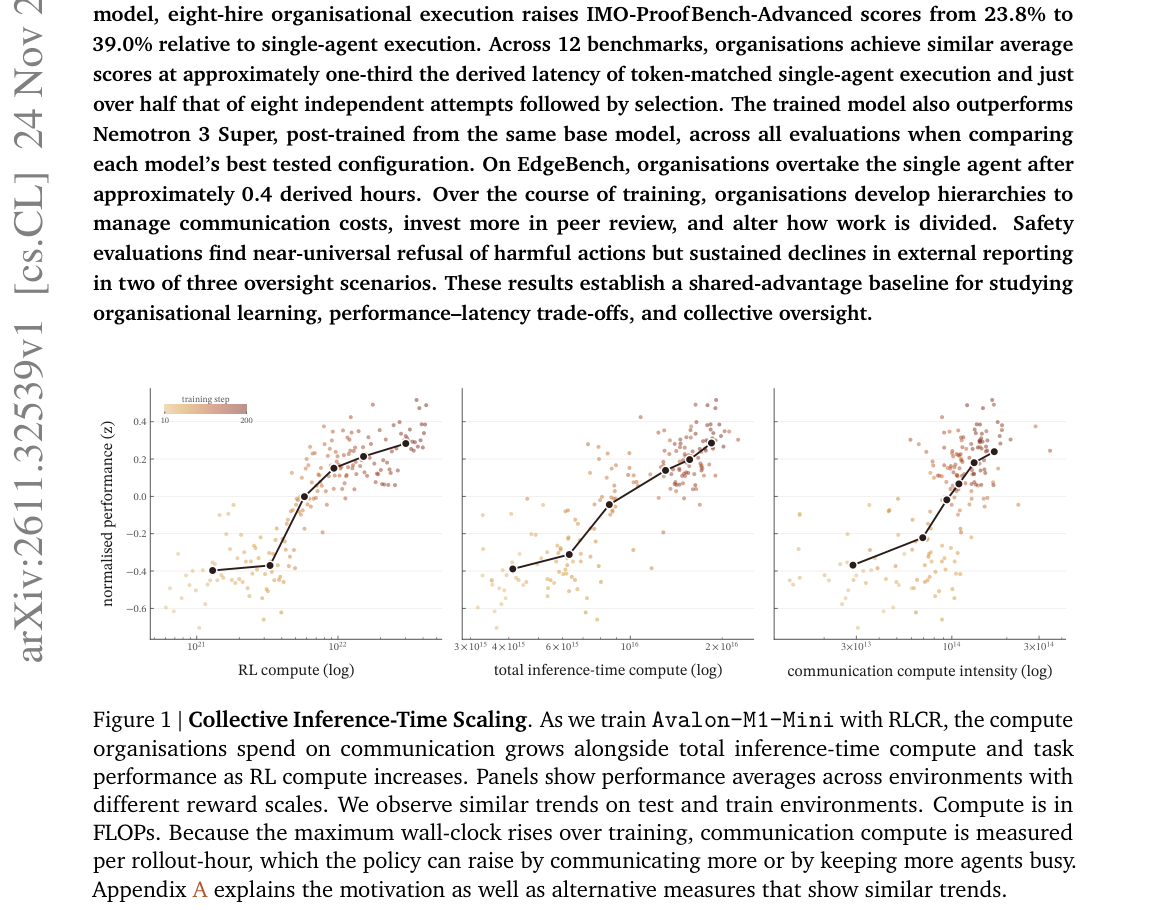 arXiv:2611.32539v1 [cs.CL] 24 Nov 2
model, eight-hire organisational execution raises IMO-ProofBench-Advanced scores from 23.8% to
39.0% relative to single-agent execution. Across 12 benchmarks, organisations achieve similar average
scores at approximately one-third the derived latency of token-matched single-agent execution and just
over half that of eight independent attempts followed by selection. The trained model also outperforms
Nemotron 3 Super, post-trained from the same base model, across all evaluations when comparing
each model’s best tested configuration. On EdgeBench, organisations overtake the single agent after
approximately 0.4 derived hours. Over the course of training, organisations develop hierarchies to
manage communication costs, invest more in peer review, and alter how work is divided. Safety
evaluations find near-universal refusal of harmful actions but sustained declines in external reporting
in two of three oversight scenarios. These results establish a shared-advantage baseline for studying
organisational learning, performance–latency trade-offs, and collective oversight.
normalised performance (z)
0.4
0.2
0.0
−0.2
−0.4
−0.6
training step
10 200
10²¹ 10²²
RL compute (log)
3×10¹⁵ 4×10¹⁵ 6×10¹⁵ 10¹⁶ 2×10¹⁶
total inference-time compute (log)
3×10¹³ 10¹⁴ 3×10¹⁴
communication compute intensity (log)
Figure 1 | Collective Inference-Time Scaling. As we train Avalon-M1-Mini with RLCR, the compute
organisations spend on communication grows alongside total inference-time compute and task
performance as RL compute increases. Panels show performance averages across environments with
different reward scales. We observe similar trends on test and train environments. Compute is in
FLOPs. Because the maximum wall-clock rises over training, communication compute is measured
per rollout-hour, which the policy can raise by communicating more or by keeping more agents busy.
Appendix A explains the motivation as well as alternative measures that show similar trends.